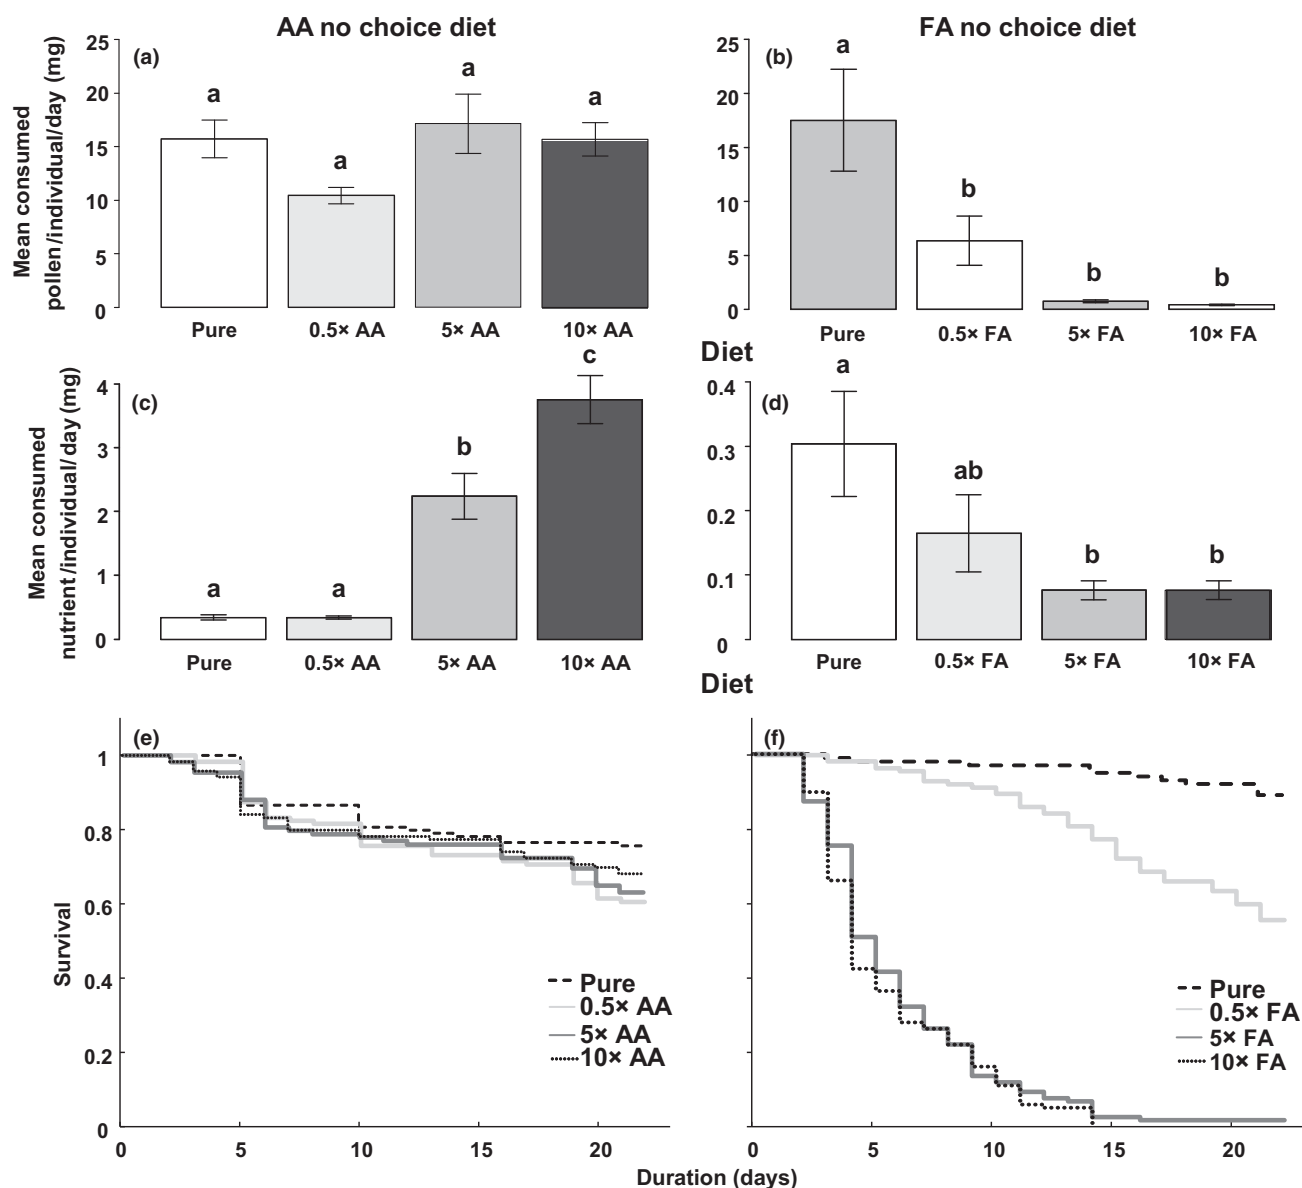 AA no choice diet
FA no choice diet
Mean consumed
pollen/individual/day (mg)
25
20
15
10
5
0
(a)
a
a
a
a
Pure
0.5× AA
5× AA
10× AA
25
20
15
10
5
0
(b)
a
b
b
b
Pure
0.5× FA
5× FA
10× FA
Diet
Mean consumed
nutrient/individual/day (mg)
4
3
2
1
0
(c)
a
a
b
c
Pure
0.5× AA
5× AA
10× AA
0.4
0.3
0.2
0.1
0
(d)
a
ab
b
b
Pure
0.5× FA
5× FA
10× FA
Diet
Survival
1
0.8
0.6
0.4
0.2
0
(e)
Pure
0.5× AA
5× AA
10× AA
0
5
10
15
20
(f)
Pure
0.5× FA
5× FA
10× FA
0
5
10
15
20
Duration (days)